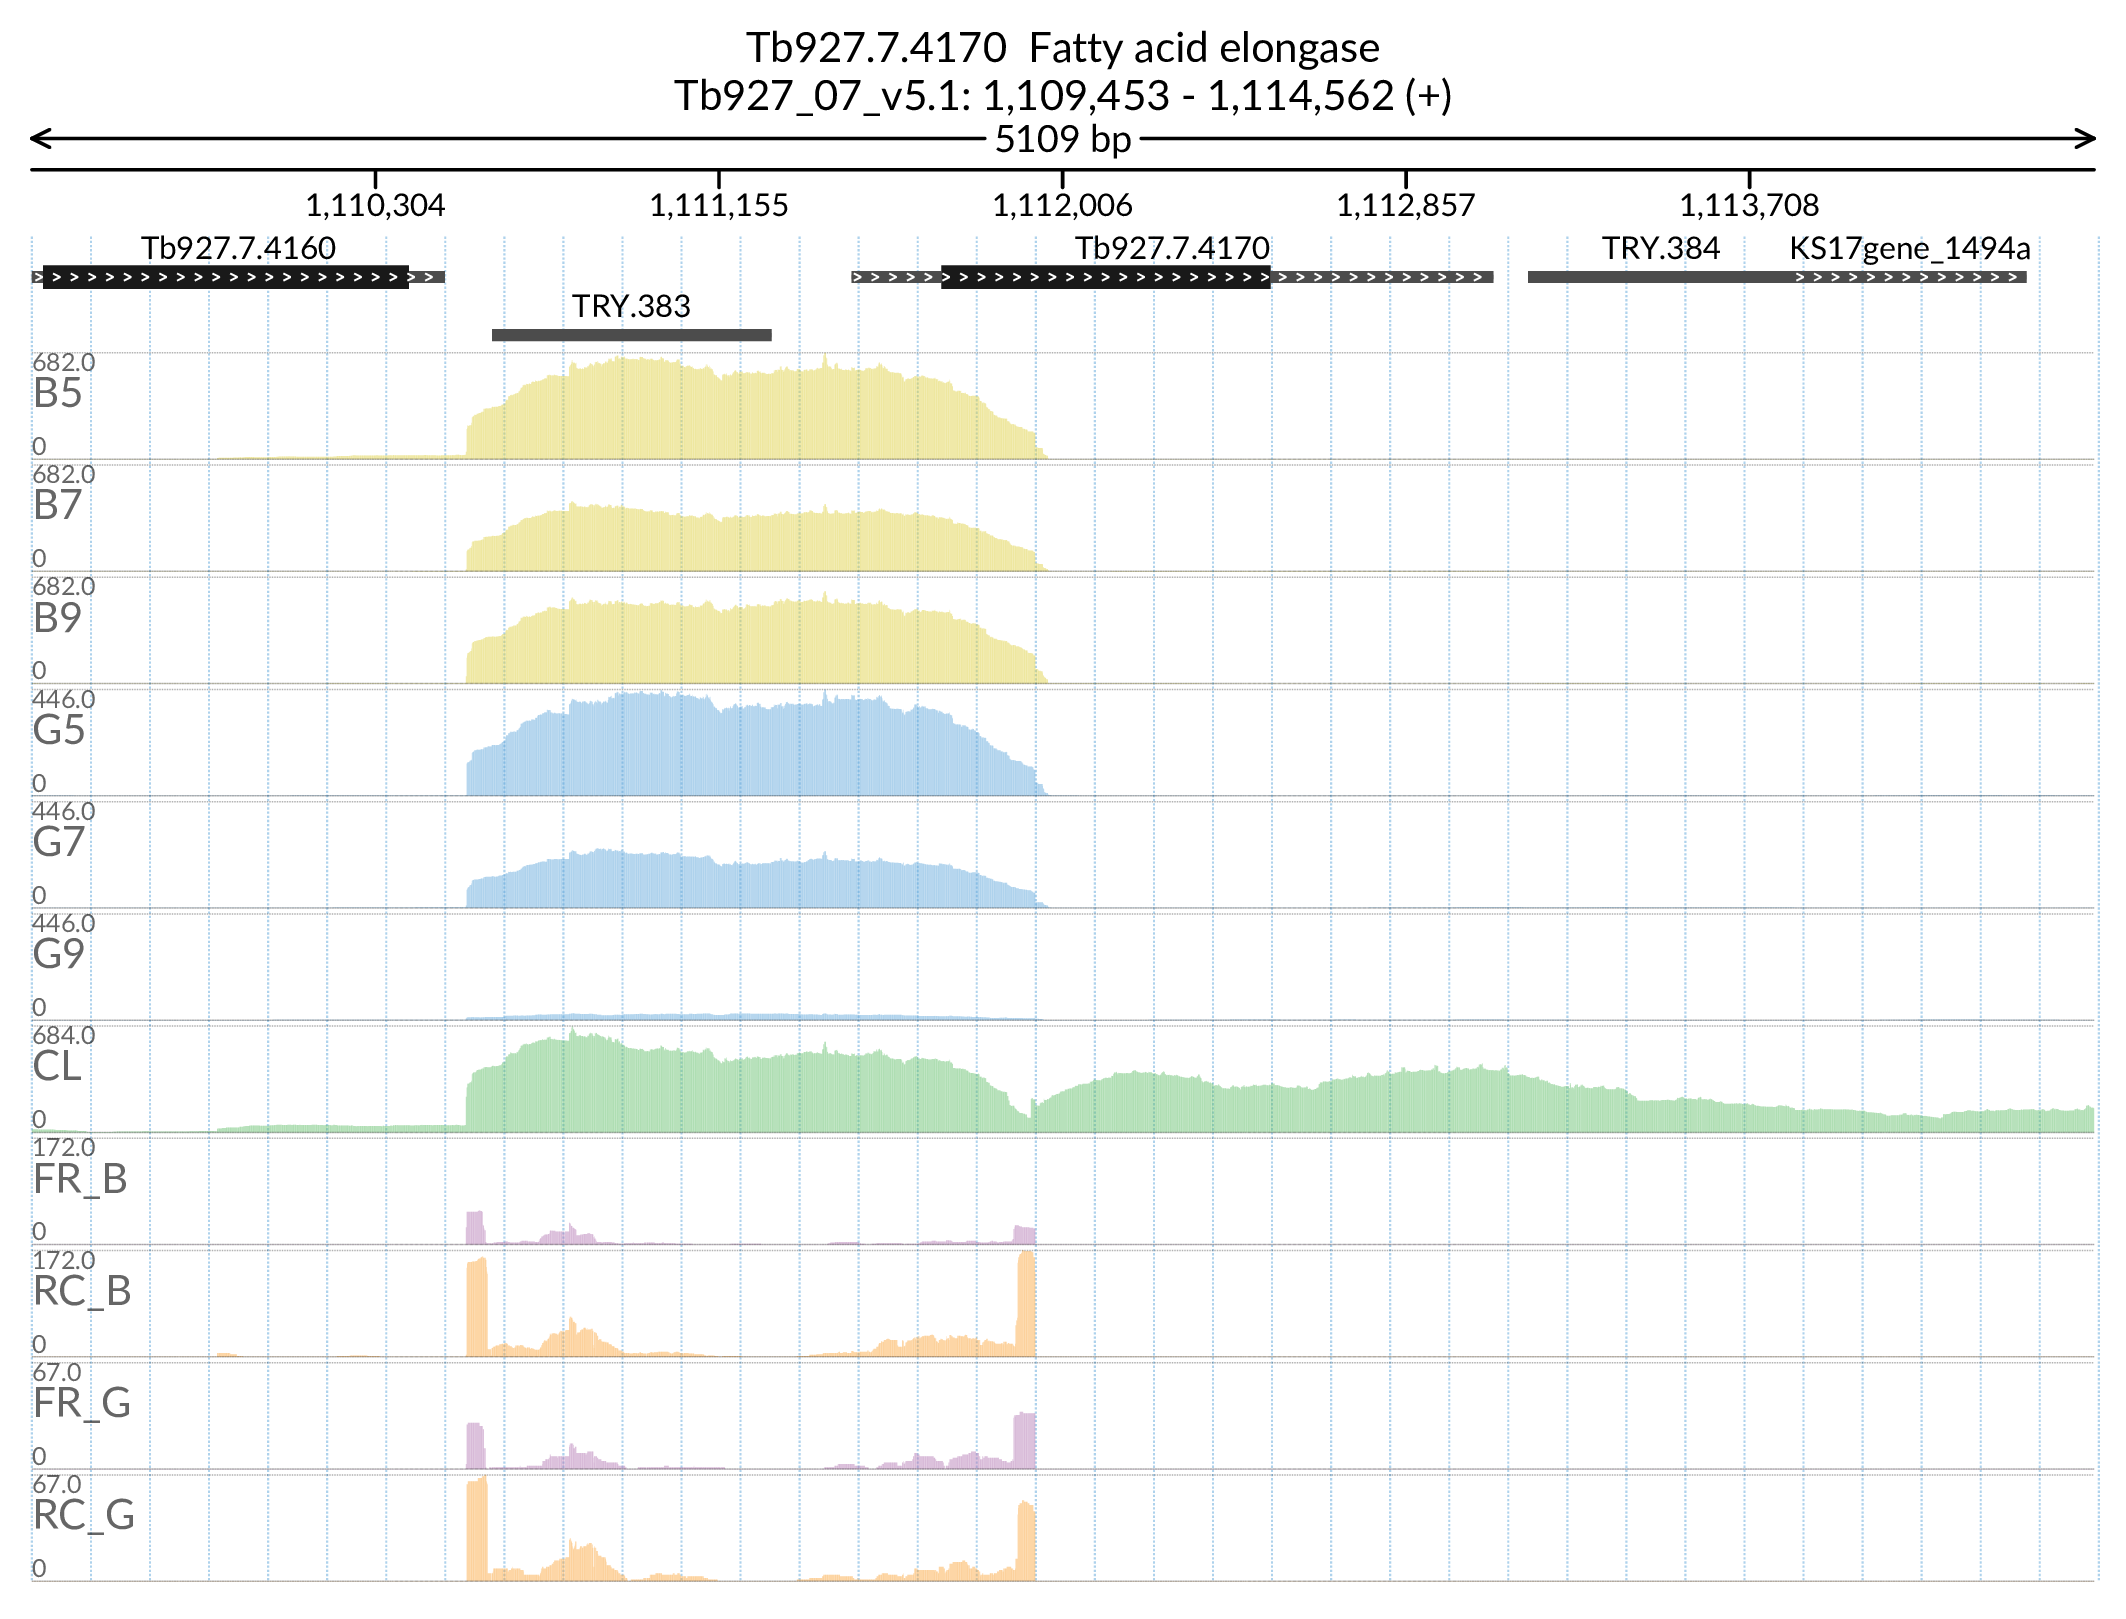 Tb927.7.4170 Fatty acid elongase
Tb927_07_v5.1: 1,109,453 - 1,114,562 (+)
5109 bp
1,110,304 1,111,155 1,112,006 1,112,857 1,113,708
Tb927.7.4160 Tb927.7.4170 TRY.384 KS17gene_1494a
TRY.383
682.0
B5
0
682.0
B7
0
682.0
B9
0
446.0
G5
0
446.0
G7
0
446.0
G9
0
684.0
CL
0
172.0
FR_B
0
172.0
RC_B
0
67.0
FR_G
0
67.0
RC_G
0